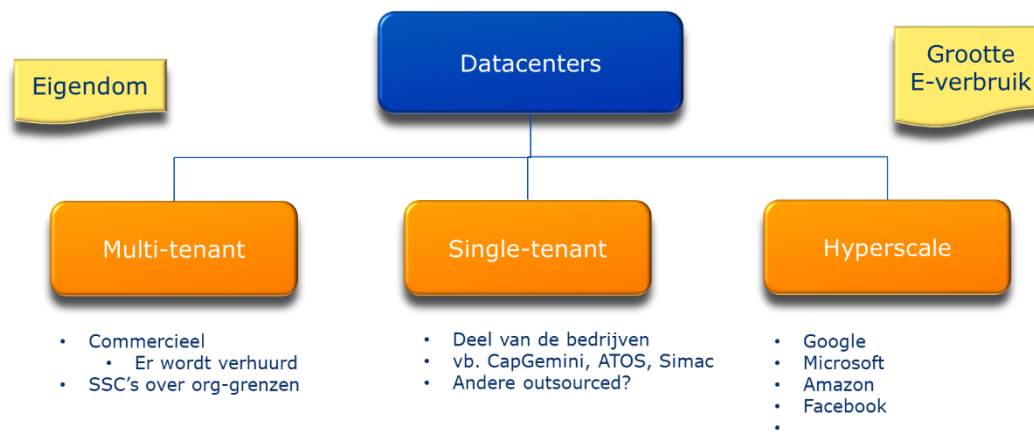 Datacenters
Eigendom
Grootte
E-verbruik
Multi-tenant
Single-tenant
Hyperscale
• Commercieel
• Er wordt verhuurd
• SSC's over org-grenzen
• Deel van de bedrijven
• vb. CapGemini, ATOS, Simac
• Andere outsourced?
• Google
• Microsoft
• Amazon
• Facebook
•